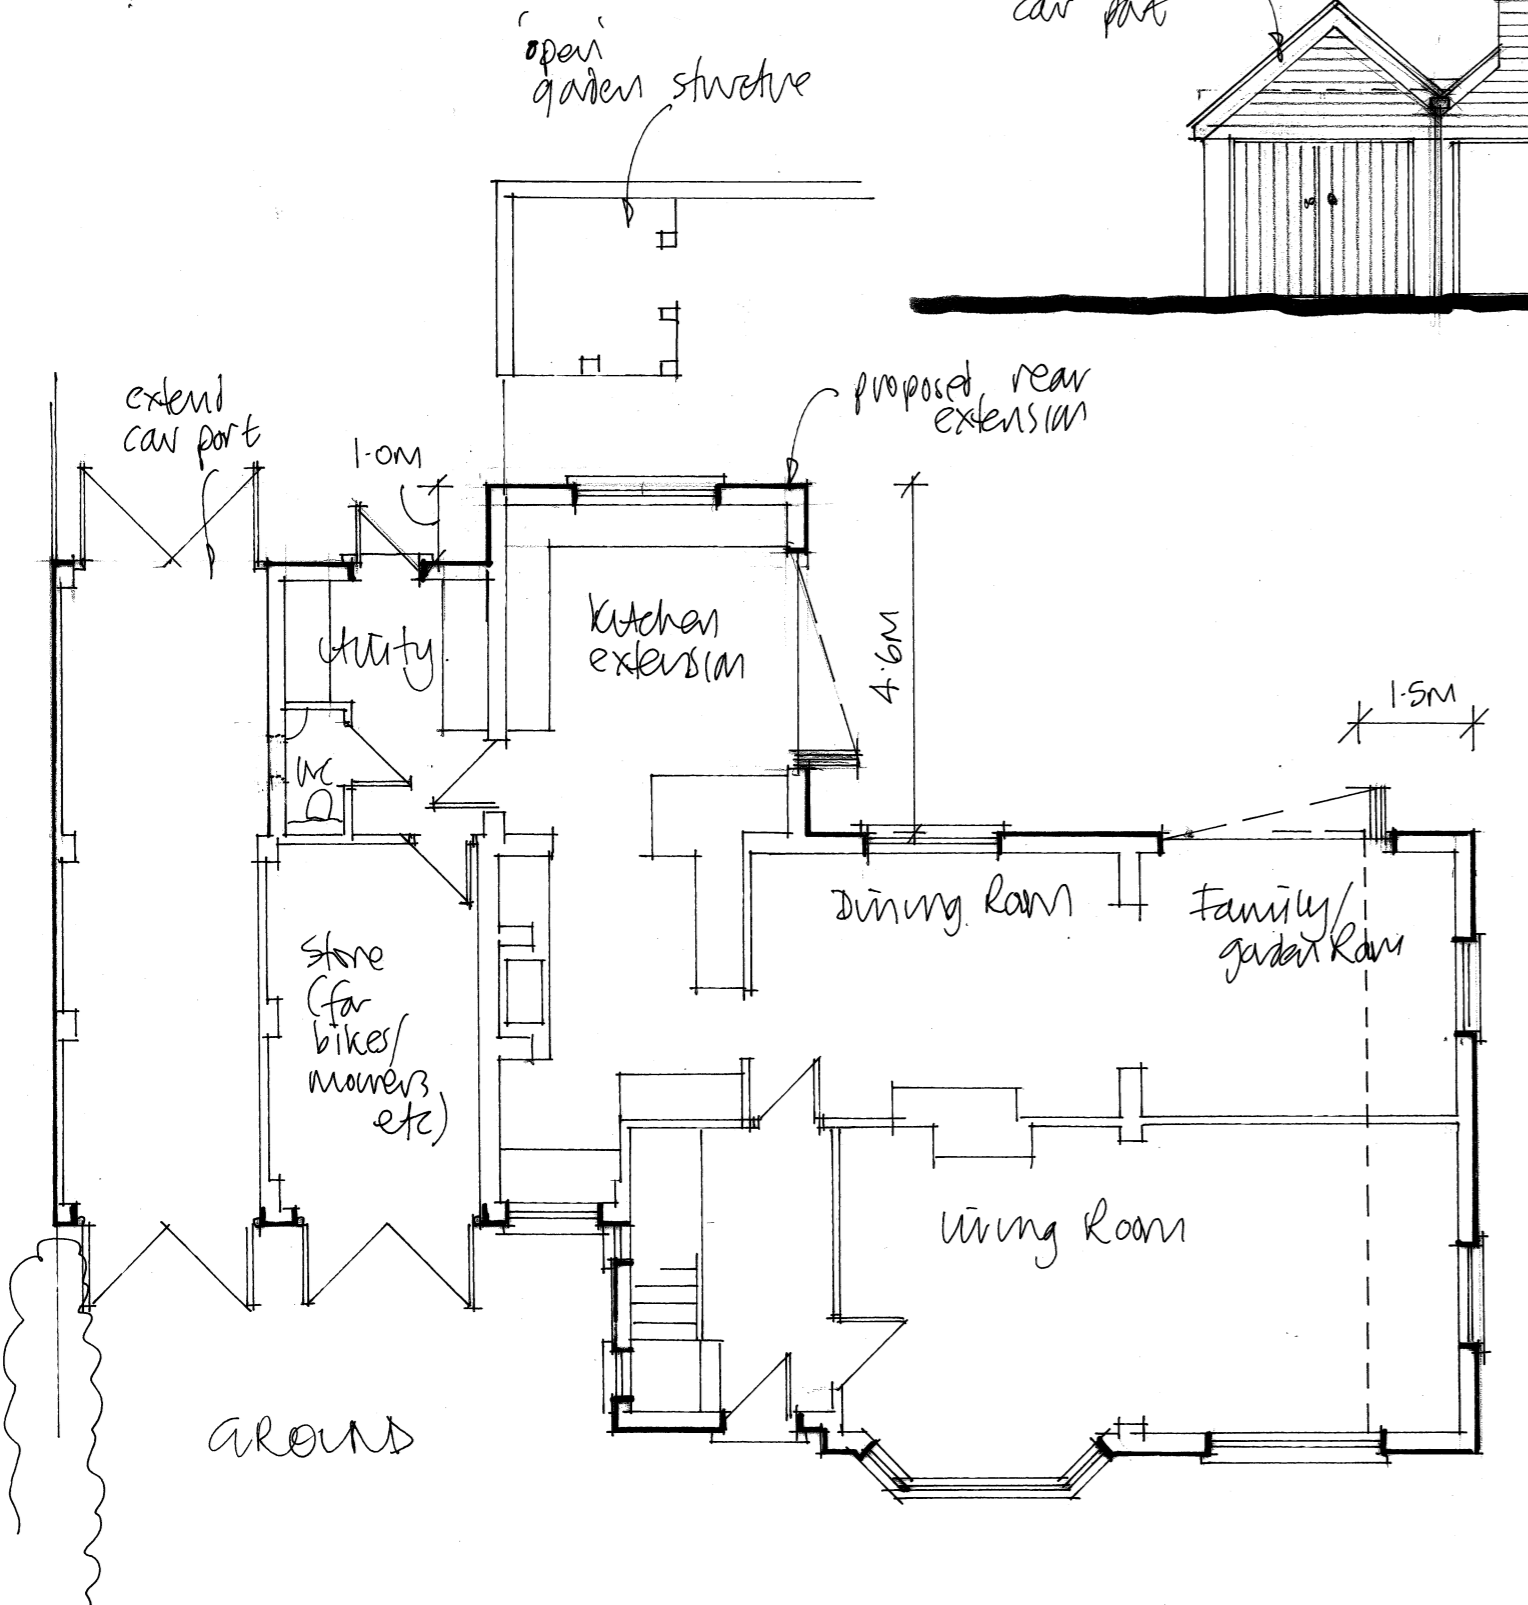 car port
'open'
garden structure
extend
car port
1.0M
proposed rear
extension
Kitchen
extension
utility
4.6M
1.5M
WC
Dining Room
Family/
garden Room
Store
(for
bikes/
mowers
etc)
Living Room
GROUND